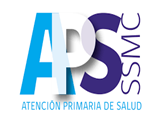 APS
SSMC
ATENCIÓN PRIMARIA DE SALUD